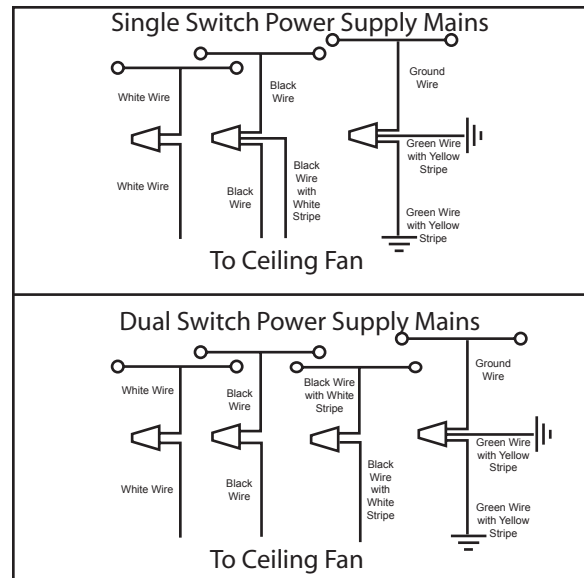 Single Switch Power Supply Mains
White Wire
Black
Wire
Ground
Wire
White Wire
Black
Wire
Black
Wire
with
White
Stripe
Green Wire
with Yellow
Stripe
Green Wire
with Yellow
Stripe
To Ceiling Fan
Dual Switch Power Supply Mains
White Wire
Black
Wire
Black Wire
with White
Stripe
Ground
Wire
White Wire
Black
Wire
Black
Wire
with
White
Stripe
Green Wire
with Yellow
Stripe
Green Wire
with Yellow
Stripe
To Ceiling Fan